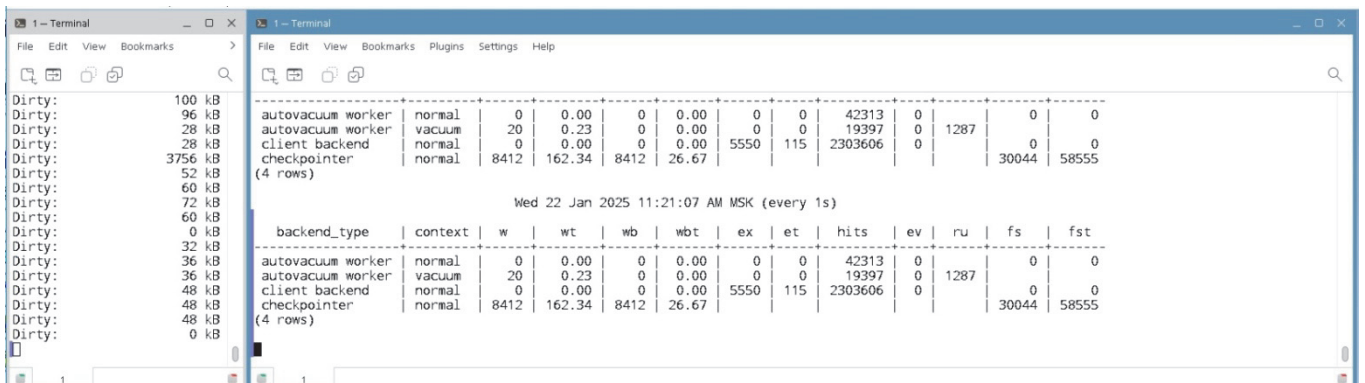 1 — Terminal
File Edit View Bookmarks >
Dirty: 100 kB
Dirty: 96 kB
Dirty: 28 kB
Dirty: 28 kB
Dirty: 3756 kB
Dirty: 52 kB
Dirty: 60 kB
Dirty: 72 kB
Dirty: 60 kB
Dirty: 0 kB
Dirty: 32 kB
Dirty: 36 kB
Dirty: 36 kB
Dirty: 48 kB
Dirty: 48 kB
Dirty: 48 kB
Dirty: 0 kB
1
1 — Terminal
File Edit View Bookmarks Plugins Settings Help
autovacuum worker | normal | 0 | 0.00 | 0 | 0.00 | 0 | 0 | 42313 | 0 | | 0 | 0
autovacuum worker | vacuum | 20 | 0.23 | 0 | 0.00 | 0 | 0 | 19397 | 0 | 1287 | |
client backend | normal | 0 | 0.00 | 0 | 0.00 | 5550 | 115 | 2303606 | 0 | | 0 | 0
checkpointer | normal | 8412 | 162.34 | 8412 | 26.67 | | | | | | 30044 | 58555
(4 rows)
Wed 22 Jan 2025 11:21:07 AM MSK (every 1s)
backend_type | context | w | wt | wb | wbt | ex | et | hits | ev | ru | fs | fst
autovacuum worker | normal | 0 | 0.00 | 0 | 0.00 | 0 | 0 | 42313 | 0 | | 0 | 0
autovacuum worker | vacuum | 20 | 0.23 | 0 | 0.00 | 0 | 0 | 19397 | 0 | 1287 | |
client backend | normal | 0 | 0.00 | 0 | 0.00 | 5550 | 115 | 2303606 | 0 | | 0 | 0
checkpointer | normal | 8412 | 162.34 | 8412 | 26.67 | | | | | | 30044 | 58555
(4 rows)
1